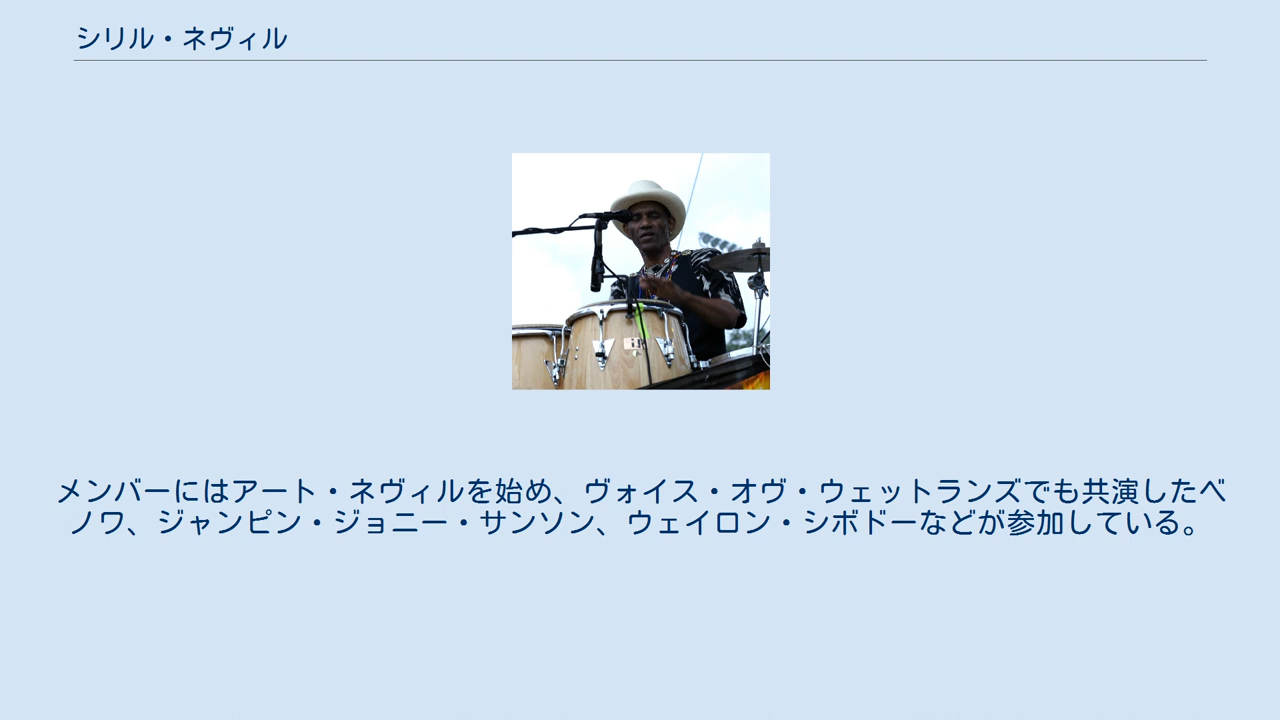 シリル・ネヴィル
メンバーにはアート・ネヴィルを始め、ヴォイス・オヴ・ウェットランズでも共演したベ
ノワ、ジャンピン・ジョニー・サンソン、ウェイロン・シボドーなどが参加している。